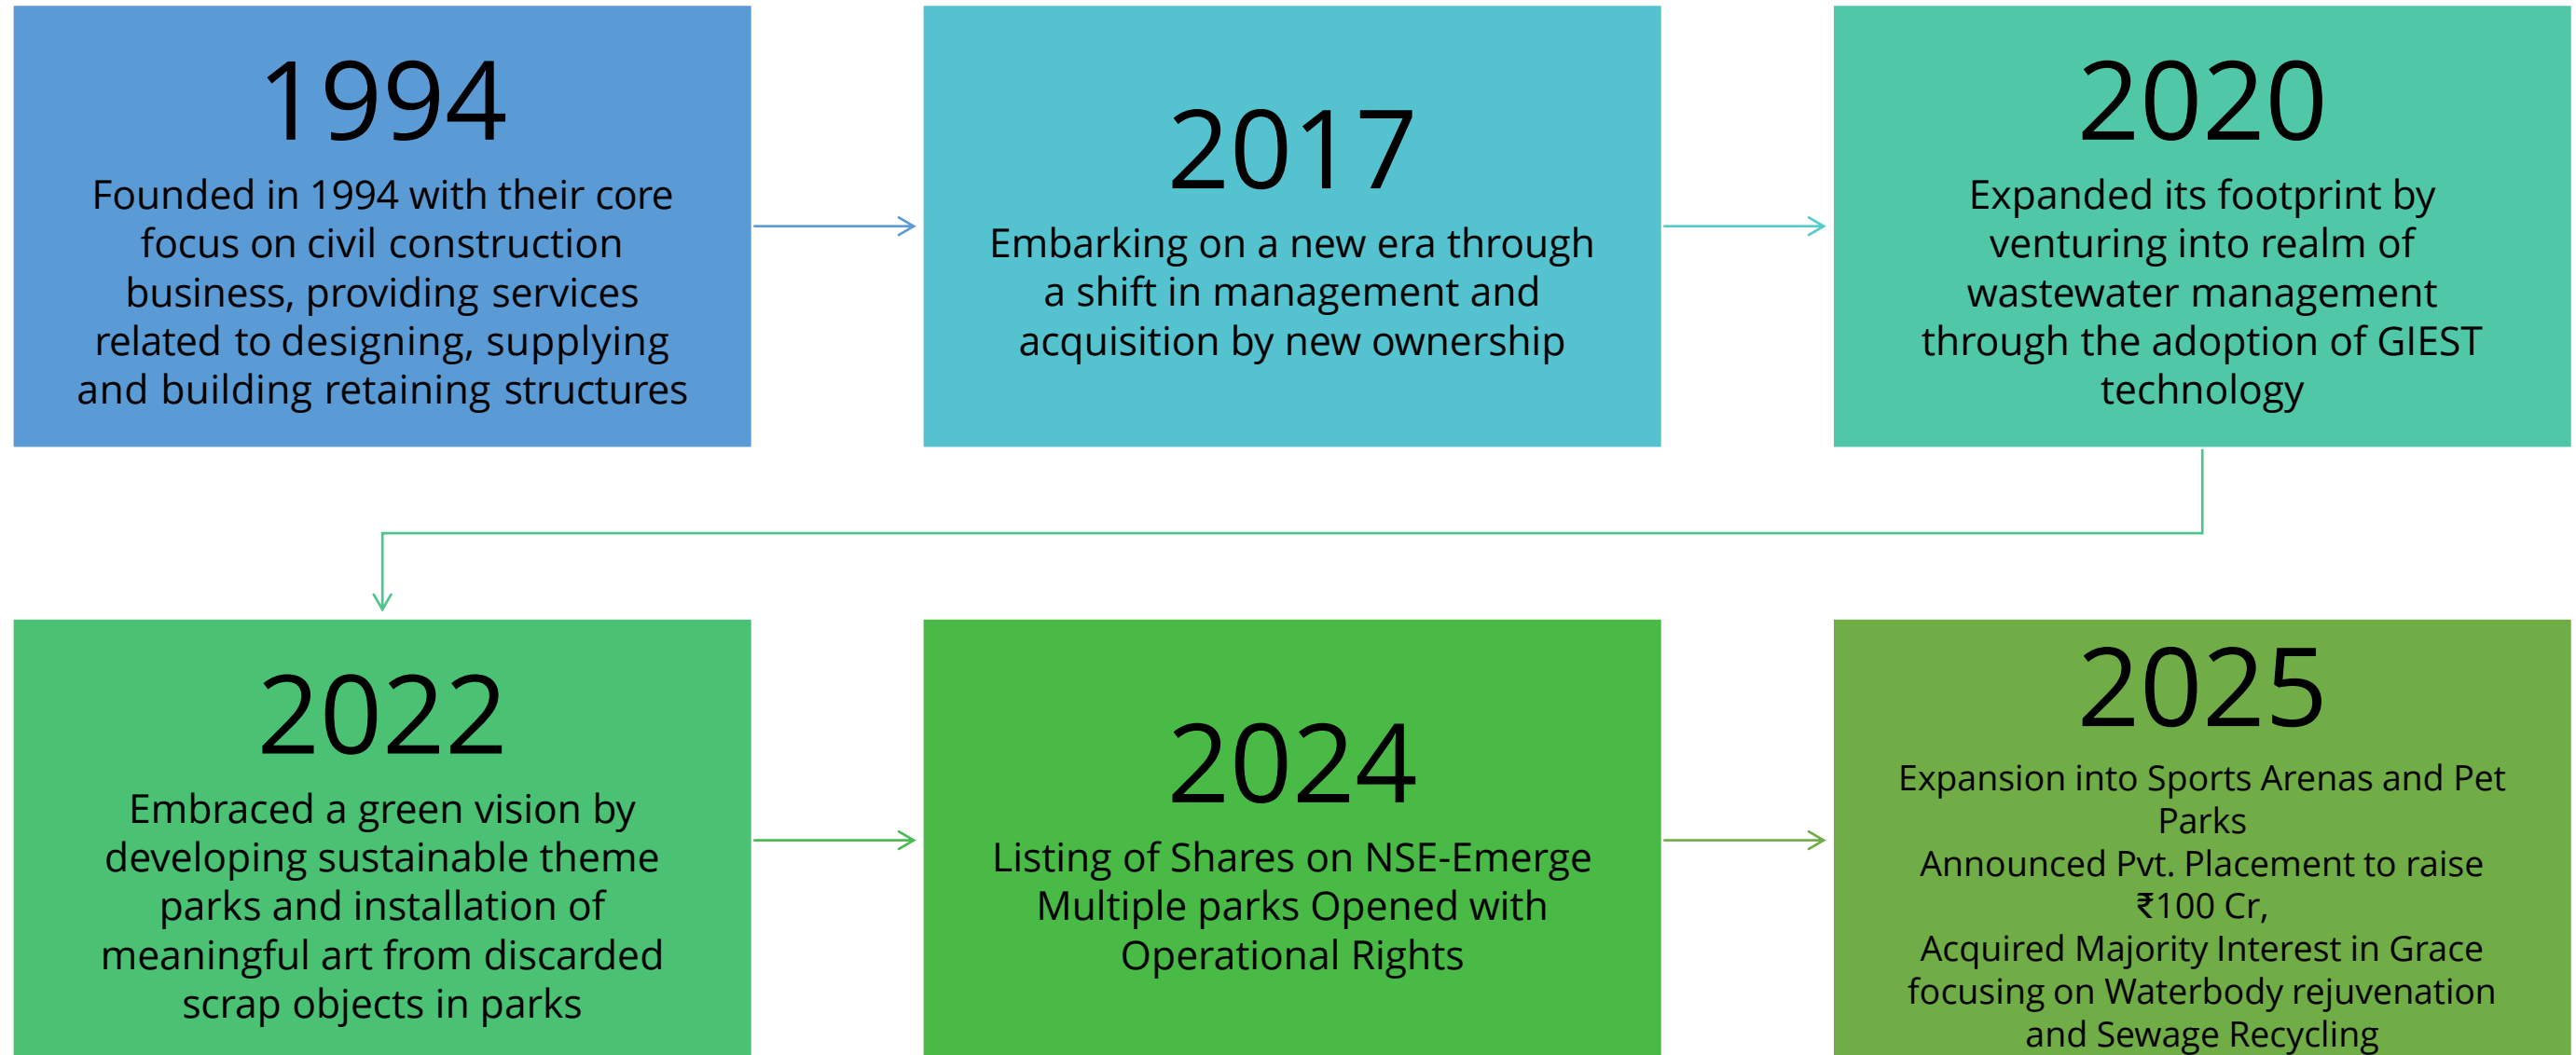 1994
Founded in 1994 with their core
focus on civil construction
business, providing services
related to designing, supplying
and building retaining structures
2017
Embarking on a new era through
a shift in management and
acquisition by new ownership
2020
Expanded its footprint by
venturing into realm of
wastewater management
through the adoption of GIEST
technology
2022
Embraced a green vision by
developing sustainable theme
parks and installation of
meaningful art from discarded
scrap objects in parks
2024
Listing of Shares on NSE-Emerge
Multiple parks Opened with
Operational Rights
2025
Expansion into Sports Arenas and Pet
Parks
Announced Pvt. Placement to raise
₹100 Cr,
Acquired Majority Interest in Grace
focusing on Waterbody rejuvenation
and Sewage Recycling